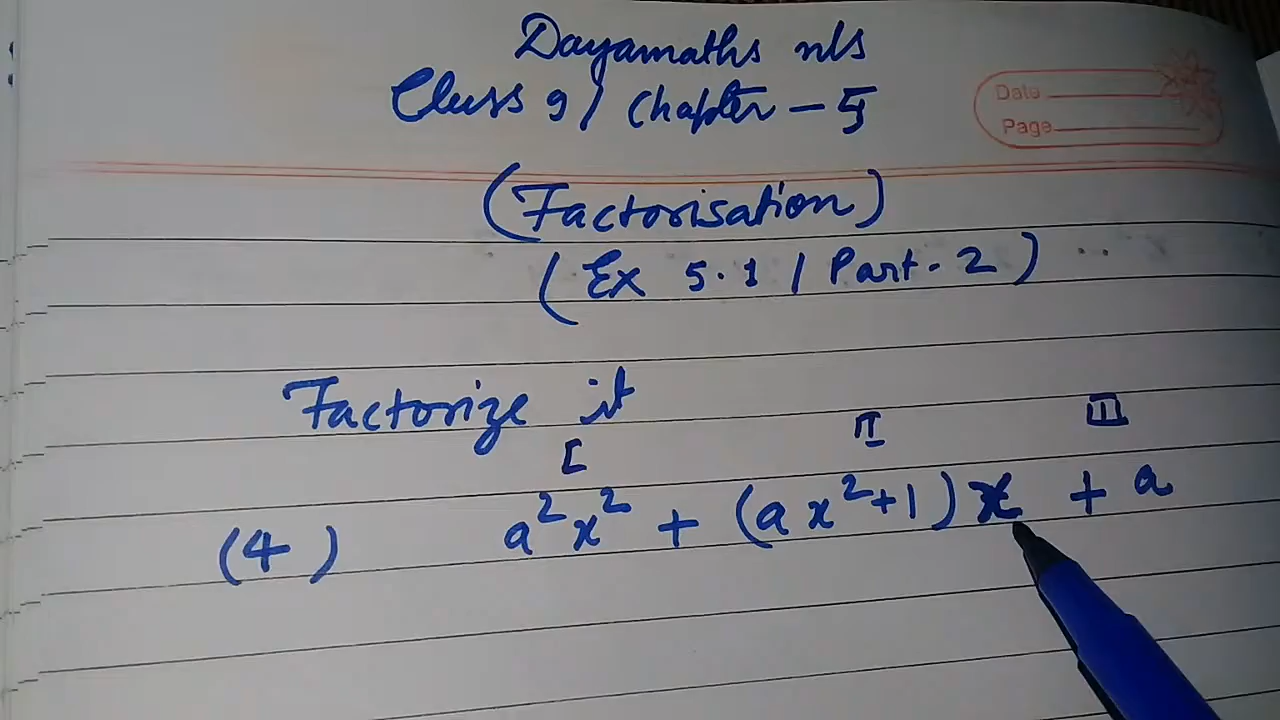 Dayamaths nls
Class 9 / Chapter - 5
Date
Page
(Factorisation)
(Ex 5.1 / Part-2)
Factorize it
I II III
(4) a²x² + (ax²+1)x + a